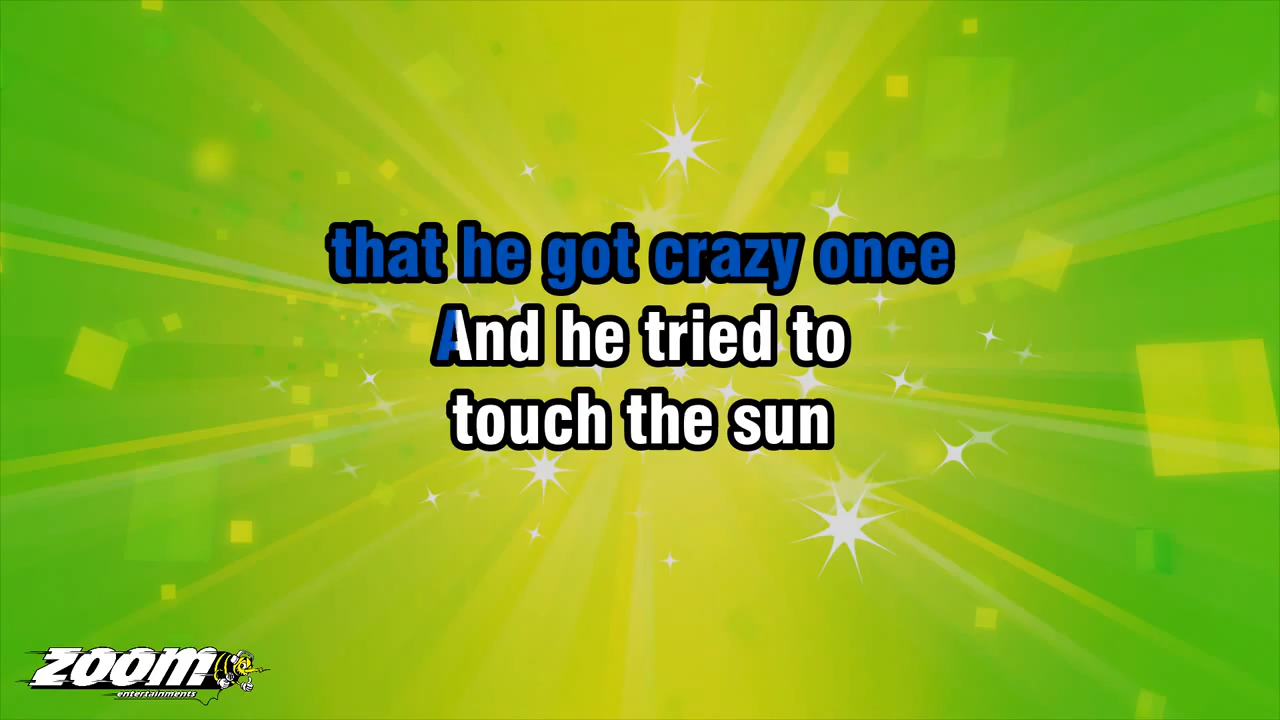 that he got crazy once
And he tried to
touch the sun
ZOOM
entertainments